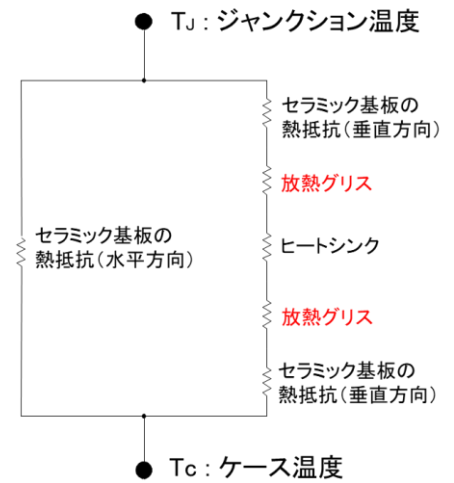 TJ：ジャンクション温度
セラミック基板の
熱抵抗（垂直方向）
放熱グリス
セラミック基板の
熱抵抗（水平方向）
ヒートシンク
放熱グリス
セラミック基板の
熱抵抗（垂直方向）
Tc：ケース温度